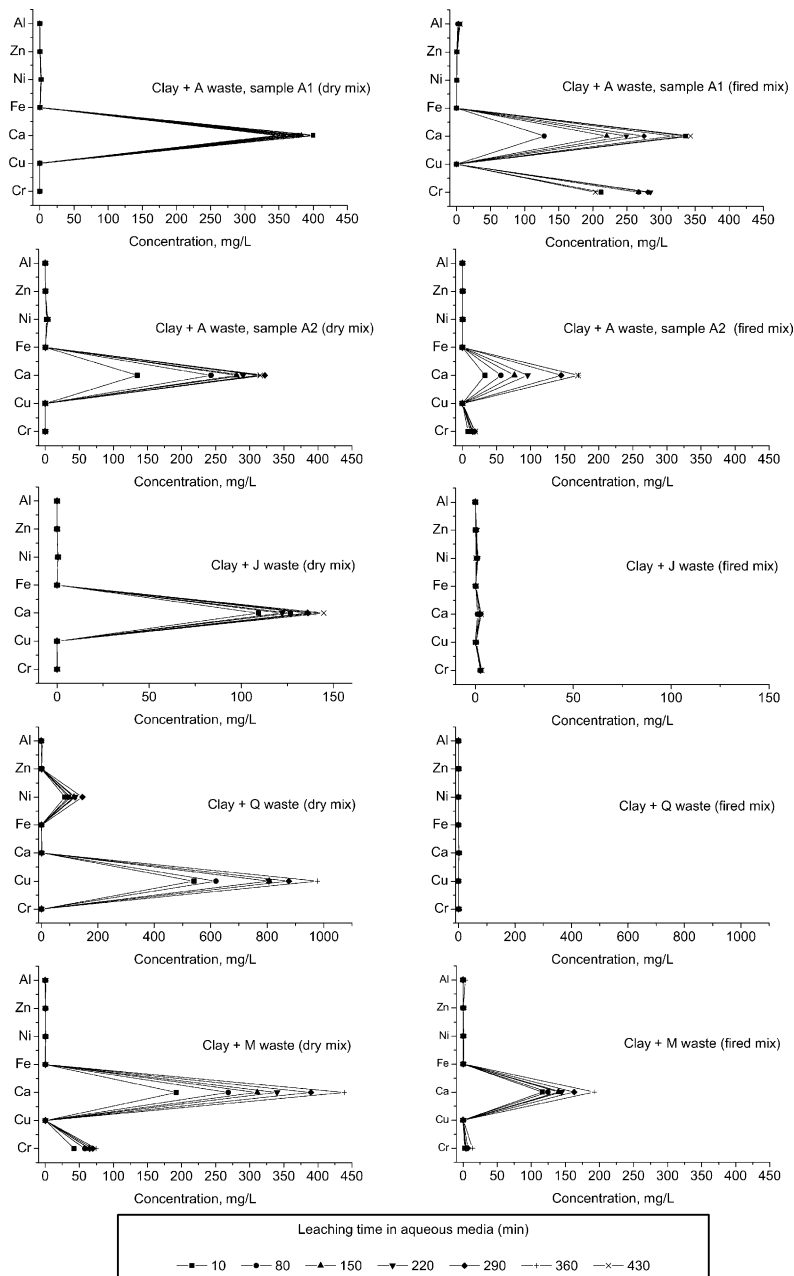 Al
Zn
Ni
Fe
Ca
Cu
Cr
Clay + A waste, sample A1 (dry mix)
0 50 100 150 200 250 300 350 400 450
Concentration, mg/L
Al
Zn
Ni
Fe
Ca
Cu
Cr
Clay + A waste, sample A1 (fired mix)
0 50 100 150 200 250 300 350 400 450
Concentration, mg/L
Al
Zn
Ni
Fe
Ca
Cu
Cr
Clay + A waste, sample A2 (dry mix)
0 50 100 150 200 250 300 350 400 450
Concentration, mg/L
Al
Zn
Ni
Fe
Ca
Cu
Cr
Clay + A waste, sample A2 (fired mix)
0 50 100 150 200 250 300 350 400 450
Concentration, mg/L
Al
Zn
Ni
Fe
Ca
Cu
Cr
Clay + J waste (dry mix)
0 50 100 150
Concentration, mg/L
Al
Zn
Ni
Fe
Ca
Cu
Cr
Clay + J waste (fired mix)
0 50 100 150
Concentration, mg/L
Al
Zn
Ni
Fe
Ca
Cu
Cr
Clay + Q waste (dry mix)
0 200 400 600 800 1000
Concentration, mg/L
Al
Zn
Ni
Fe
Ca
Cu
Cr
Clay + Q waste (fired mix)
0 200 400 600 800 1000
Concentration, mg/L
Al
Zn
Ni
Fe
Ca
Cu
Cr
Clay + M waste (dry mix)
0 50 100 150 200 250 300 350 400 450
Concentration, mg/L
Al
Zn
Ni
Fe
Ca
Cu
Cr
Clay + M waste (fired mix)
0 50 100 150 200 250 300 350 400 450
Concentration, mg/L
Leaching time in aqueous media (min)
10 80 150 220 290 360 430